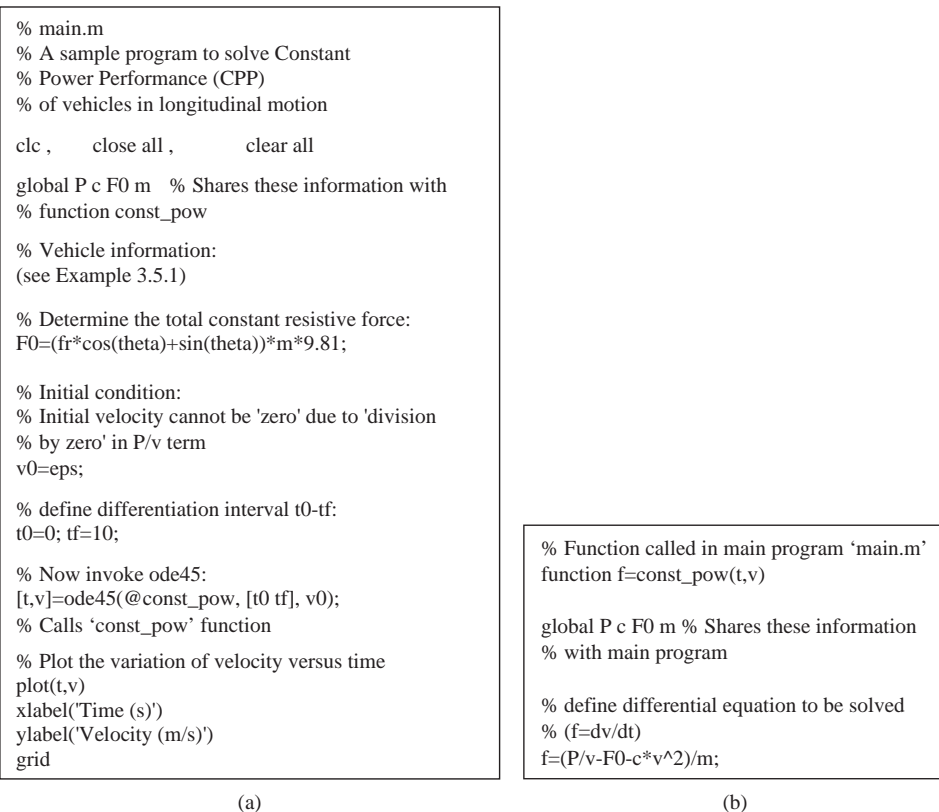 % main.m
% A sample program to solve Constant
% Power Performance (CPP)
% of vehicles in longitudinal motion
clc , close all , clear all
global P c F0 m % Shares these information with
% function const_pow
% Vehicle information:
(see Example 3.5.1)
% Determine the total constant resistive force:
F0=(fr*cos(theta)+sin(theta))*m*9.81;
% Initial condition:
% Initial velocity cannot be 'zero' due to 'division
% by zero' in P/v term
v0=eps;
% define differentiation interval t0-tf:
t0=0; tf=10;
% Now invoke ode45:
[t,v]=ode45(@const_pow, [t0 tf], v0);
% Calls ‘const_pow’ function
% Plot the variation of velocity versus time
plot(t,v)
xlabel('Time (s)')
ylabel('Velocity (m/s)')
grid
(a)
% Function called in main program ‘main.m’
function f=const_pow(t,v)
global P c F0 m % Shares these information
% with main program
% define differential equation to be solved
% (f=dv/dt)
f=(P/v-F0-c*v^2)/m;
(b)